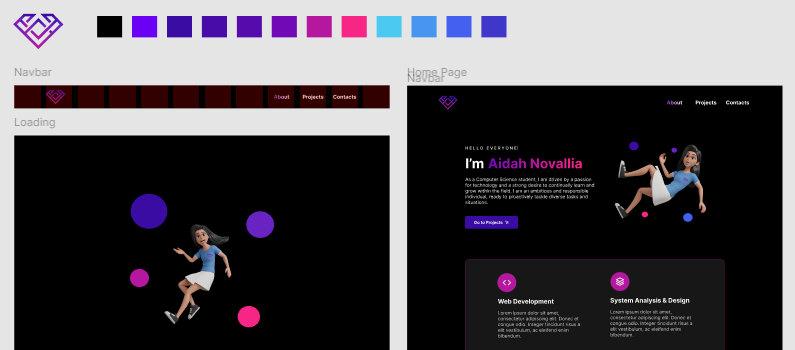 Navbar
About Projects Contacts
Loading
Home Page
Navbar
About Projects Contacts
HELLO EVERYONE!
I'm Aidah Novallia
As a Computer Science student, I am driven by a passion
for technology and a strong desire to continually learn and
grow within the field. I am an ambitious and responsible
individual, ready to proactively tackle diverse tasks and
situations.
Go to Projects
Web Development
Lorem ipsum dolor sit amet,
consectetur adipiscing elit. Donec et
congue odio. Integer tincidunt risus a
elit vestibulum, ac eleifend enim
bibendum.
System Analysis & Design
Lorem ipsum dolor sit amet,
consectetur adipiscing elit. Donec et
congue odio. Integer tincidunt risus a
elit vestibulum, ac eleifend enim
bibendum.